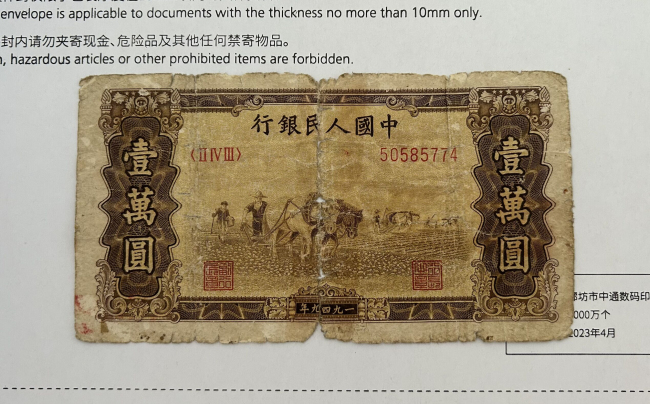 envelope is applicable to documents with the thickness no more than 10mm only.
封内请勿夹寄现金、危险品及其他任何禁寄物品。
, hazardous articles or other prohibited items are forbidden.
中國人民銀行
〈II IV III〉 50585774
壹萬圓
壹萬圓
一九四九年
坊市中通数码印
000万个
2023年4月